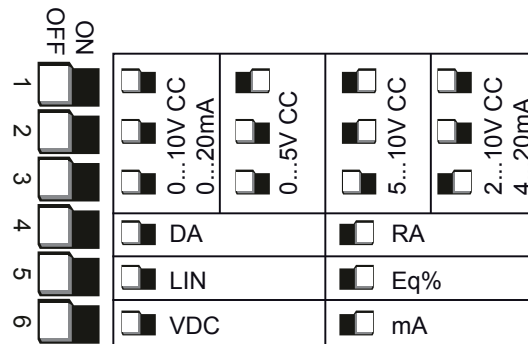 OFF
ON
1
2
3
4
5
6
0...10V CC
0...20mA
0...5V CC
5...10V CC
2...10V CC
4...20mA
DA
RA
LIN
Eq%
VDC
mA